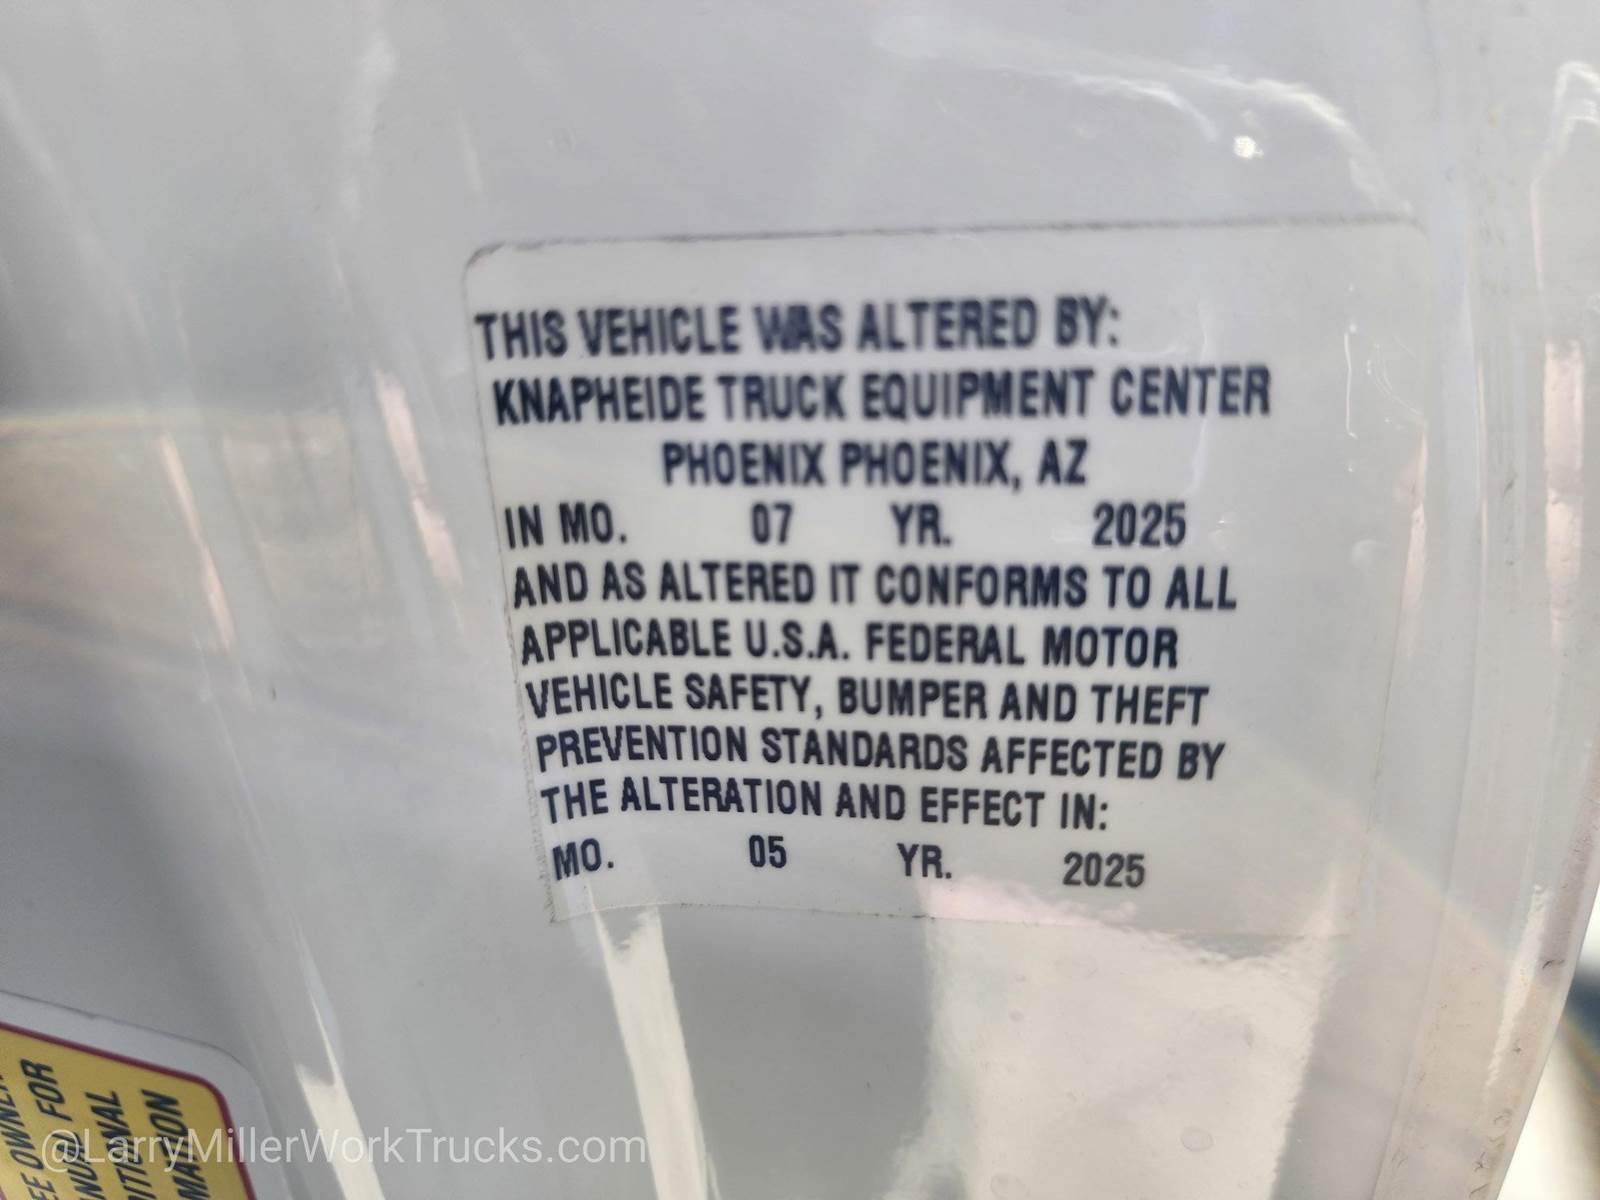 THIS VEHICLE WAS ALTERED BY:
KNAPHEIDE TRUCK EQUIPMENT CENTER
PHOENIX PHOENIX, AZ
IN MO. 07 YR. 2025
AND AS ALTERED IT CONFORMS TO ALL
APPLICABLE U.S.A. FEDERAL MOTOR
VEHICLE SAFETY, BUMPER AND THEFT
PREVENTION STANDARDS AFFECTED BY
THE ALTERATION AND EFFECT IN:
MO. 05 YR. 2025
FOR
@LarryMillerWorkTrucks.com